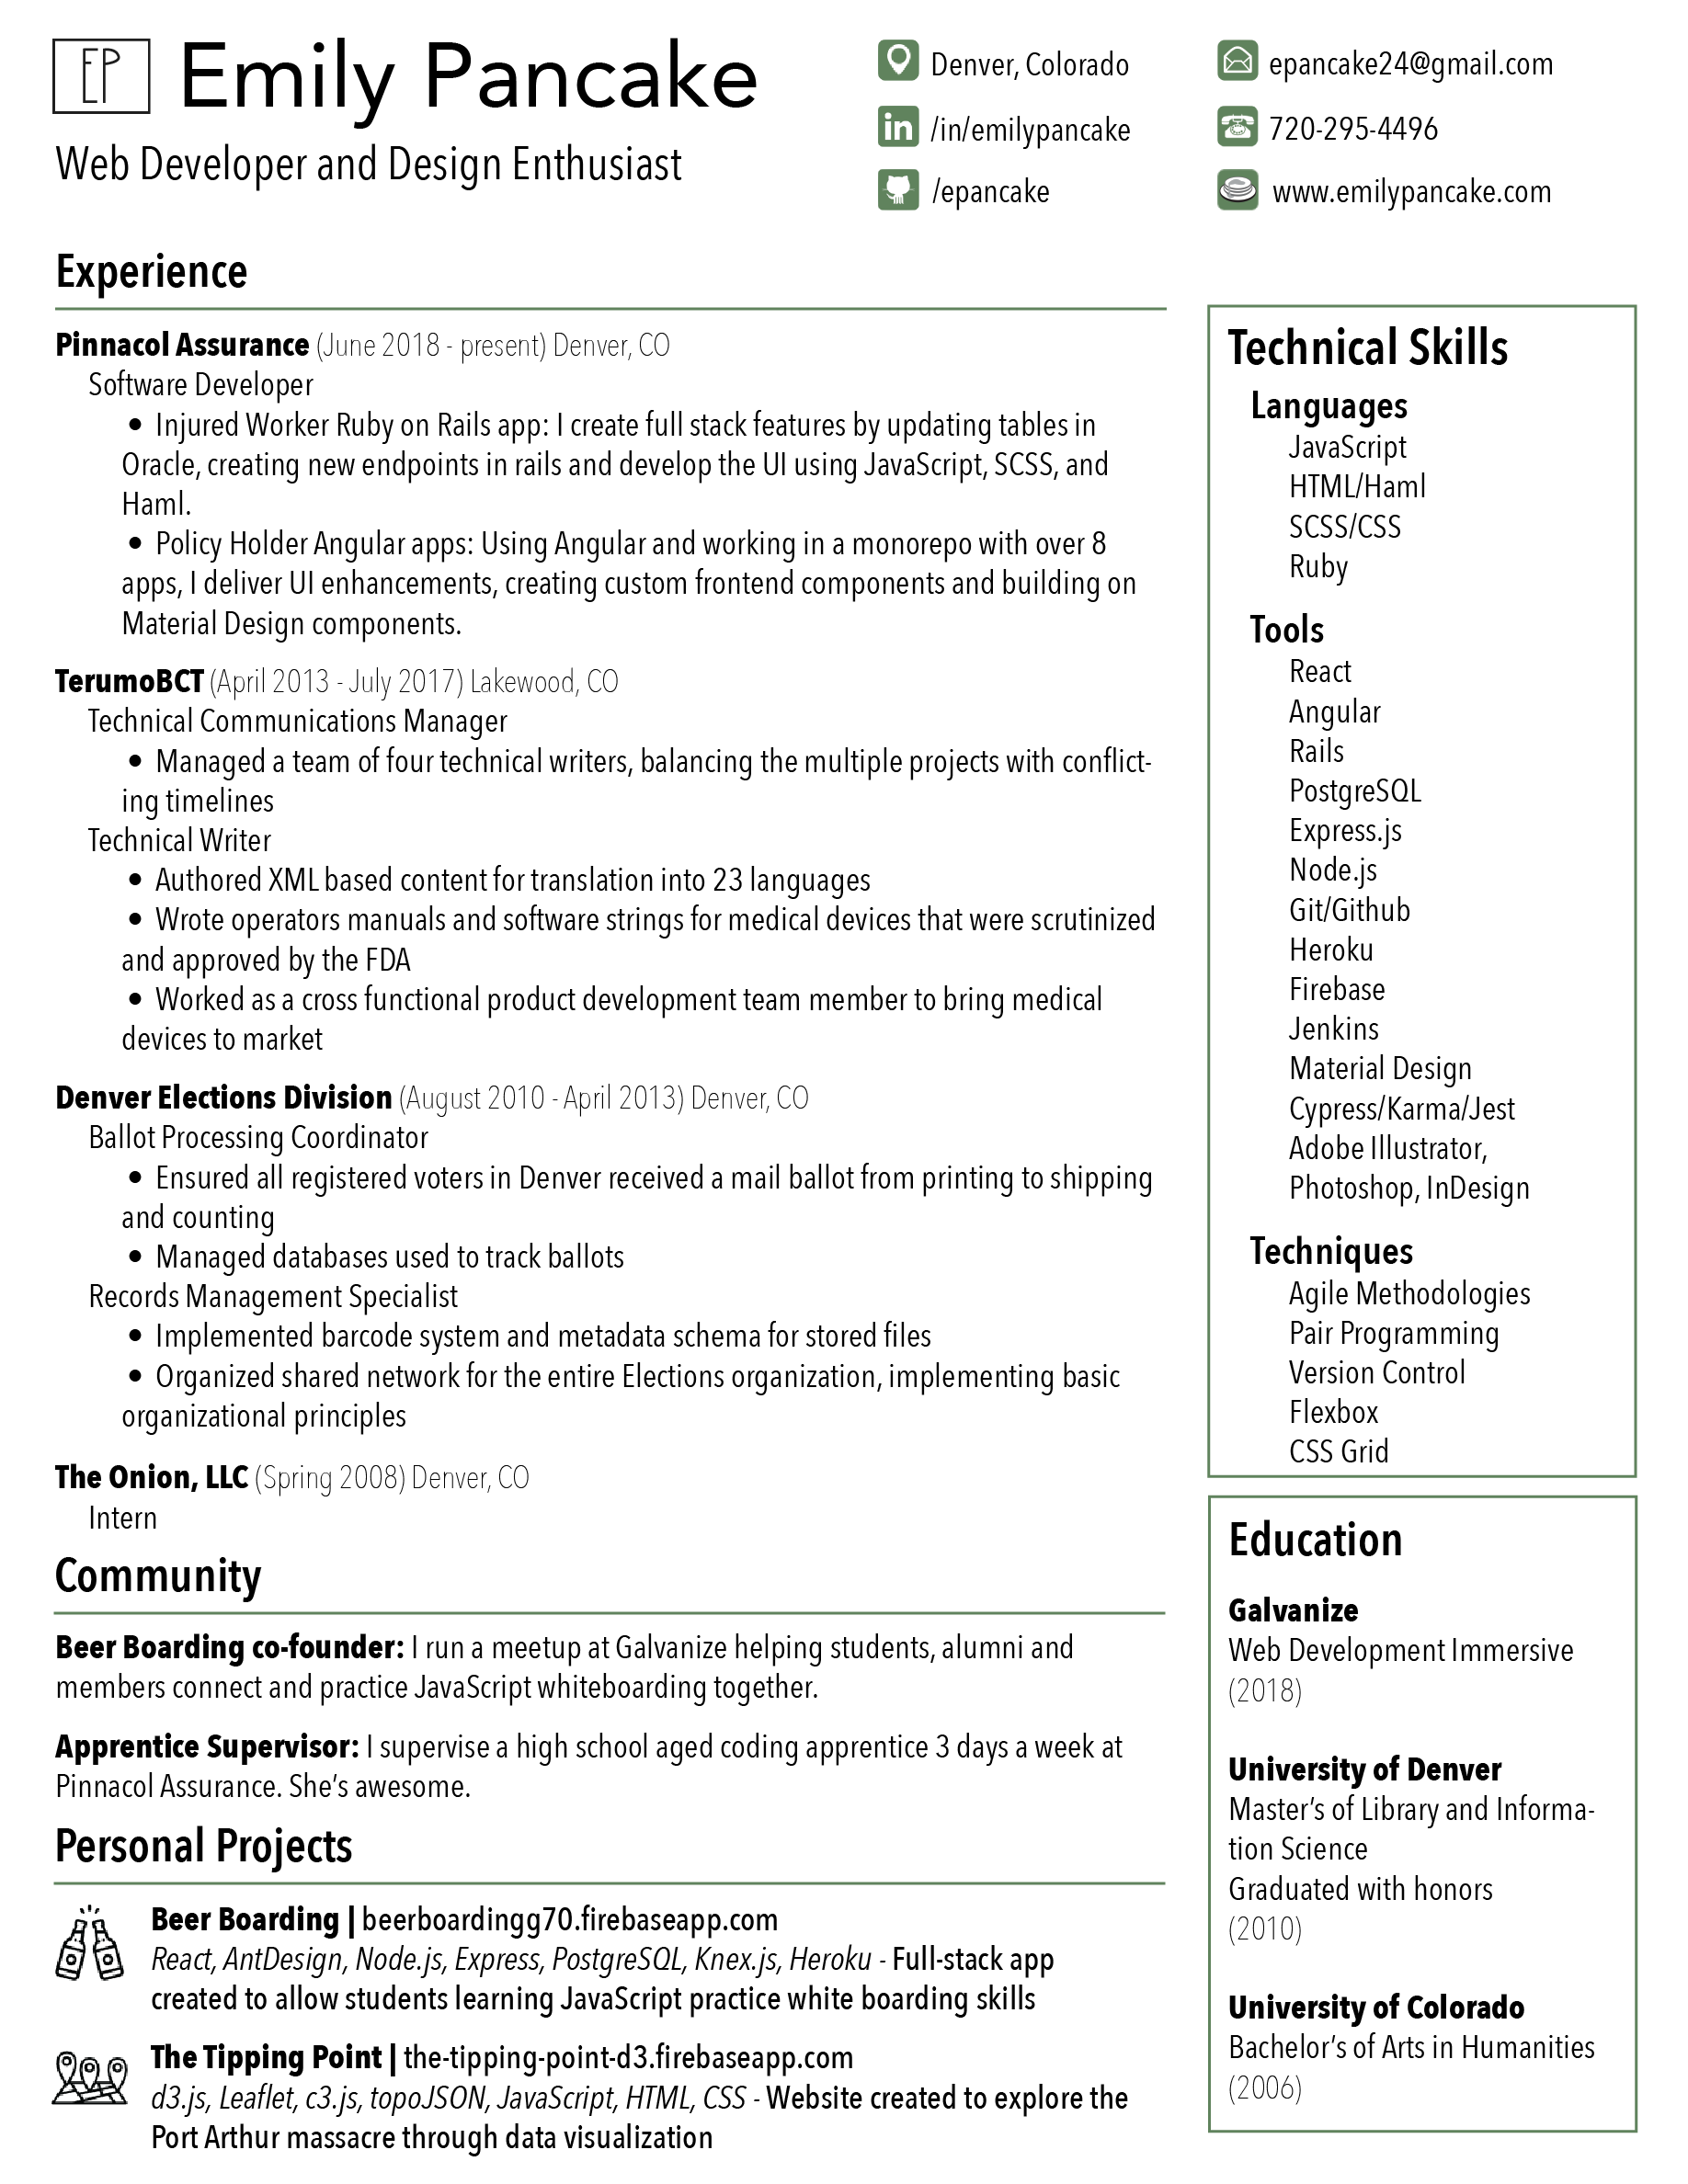 EP
Emily Pancake
Web Developer and Design Enthusiast
Denver, Colorado
in /in/emilypancake
/epancake
epancake24@gmail.com
720-295-4496
www.emilypancake.com
Experience
Pinnacol Assurance (June 2018 - present) Denver, CO
Software Developer
• Injured Worker Ruby on Rails app: I create full stack features by updating tables in
Oracle, creating new endpoints in rails and develop the UI using JavaScript, SCSS, and
Haml.
• Policy Holder Angular apps: Using Angular and working in a monorepo with over 8
apps, I deliver UI enhancements, creating custom frontend components and building on
Material Design components.
TerumoBCT (April 2013 - July 2017) Lakewood, CO
Technical Communications Manager
• Managed a team of four technical writers, balancing the multiple projects with conflict-
ing timelines
Technical Writer
• Authored XML based content for translation into 23 languages
• Wrote operators manuals and software strings for medical devices that were scrutinized
and approved by the FDA
• Worked as a cross functional product development team member to bring medical
devices to market
Denver Elections Division (August 2010 - April 2013) Denver, CO
Ballot Processing Coordinator
• Ensured all registered voters in Denver received a mail ballot from printing to shipping
and counting
• Managed databases used to track ballots
Records Management Specialist
• Implemented barcode system and metadata schema for stored files
• Organized shared network for the entire Elections organization, implementing basic
organizational principles
The Onion, LLC (Spring 2008) Denver, CO
Intern
Community
Beer Boarding co-founder: I run a meetup at Galvanize helping students, alumni and
members connect and practice JavaScript whiteboarding together.
Apprentice Supervisor: I supervise a high school aged coding apprentice 3 days a week at
Pinnacol Assurance. She's awesome.
Personal Projects
Beer Boarding | beerboardingg70.firebaseapp.com
React, AntDesign, Node.js, Express, PostgreSQL, Knex.js, Heroku - Full-stack app
created to allow students learning JavaScript practice white boarding skills
The Tipping Point | the-tipping-point-d3.firebaseapp.com
d3.js, Leaflet, c3.js, topoJSON, JavaScript, HTML, CSS - Website created to explore the
Port Arthur massacre through data visualization
Technical Skills
Languages
JavaScript
HTML/Haml
SCSS/CSS
Ruby
Tools
React
Angular
Rails
PostgreSQL
Express.js
Node.js
Git/Github
Heroku
Firebase
Jenkins
Material Design
Cypress/Karma/Jest
Adobe Illustrator,
Photoshop, InDesign
Techniques
Agile Methodologies
Pair Programming
Version Control
Flexbox
CSS Grid
Education
Galvanize
Web Development Immersive
(2018)
University of Denver
Master's of Library and Informa-
tion Science
Graduated with honors
(2010)
University of Colorado
Bachelor's of Arts in Humanities
(2006)